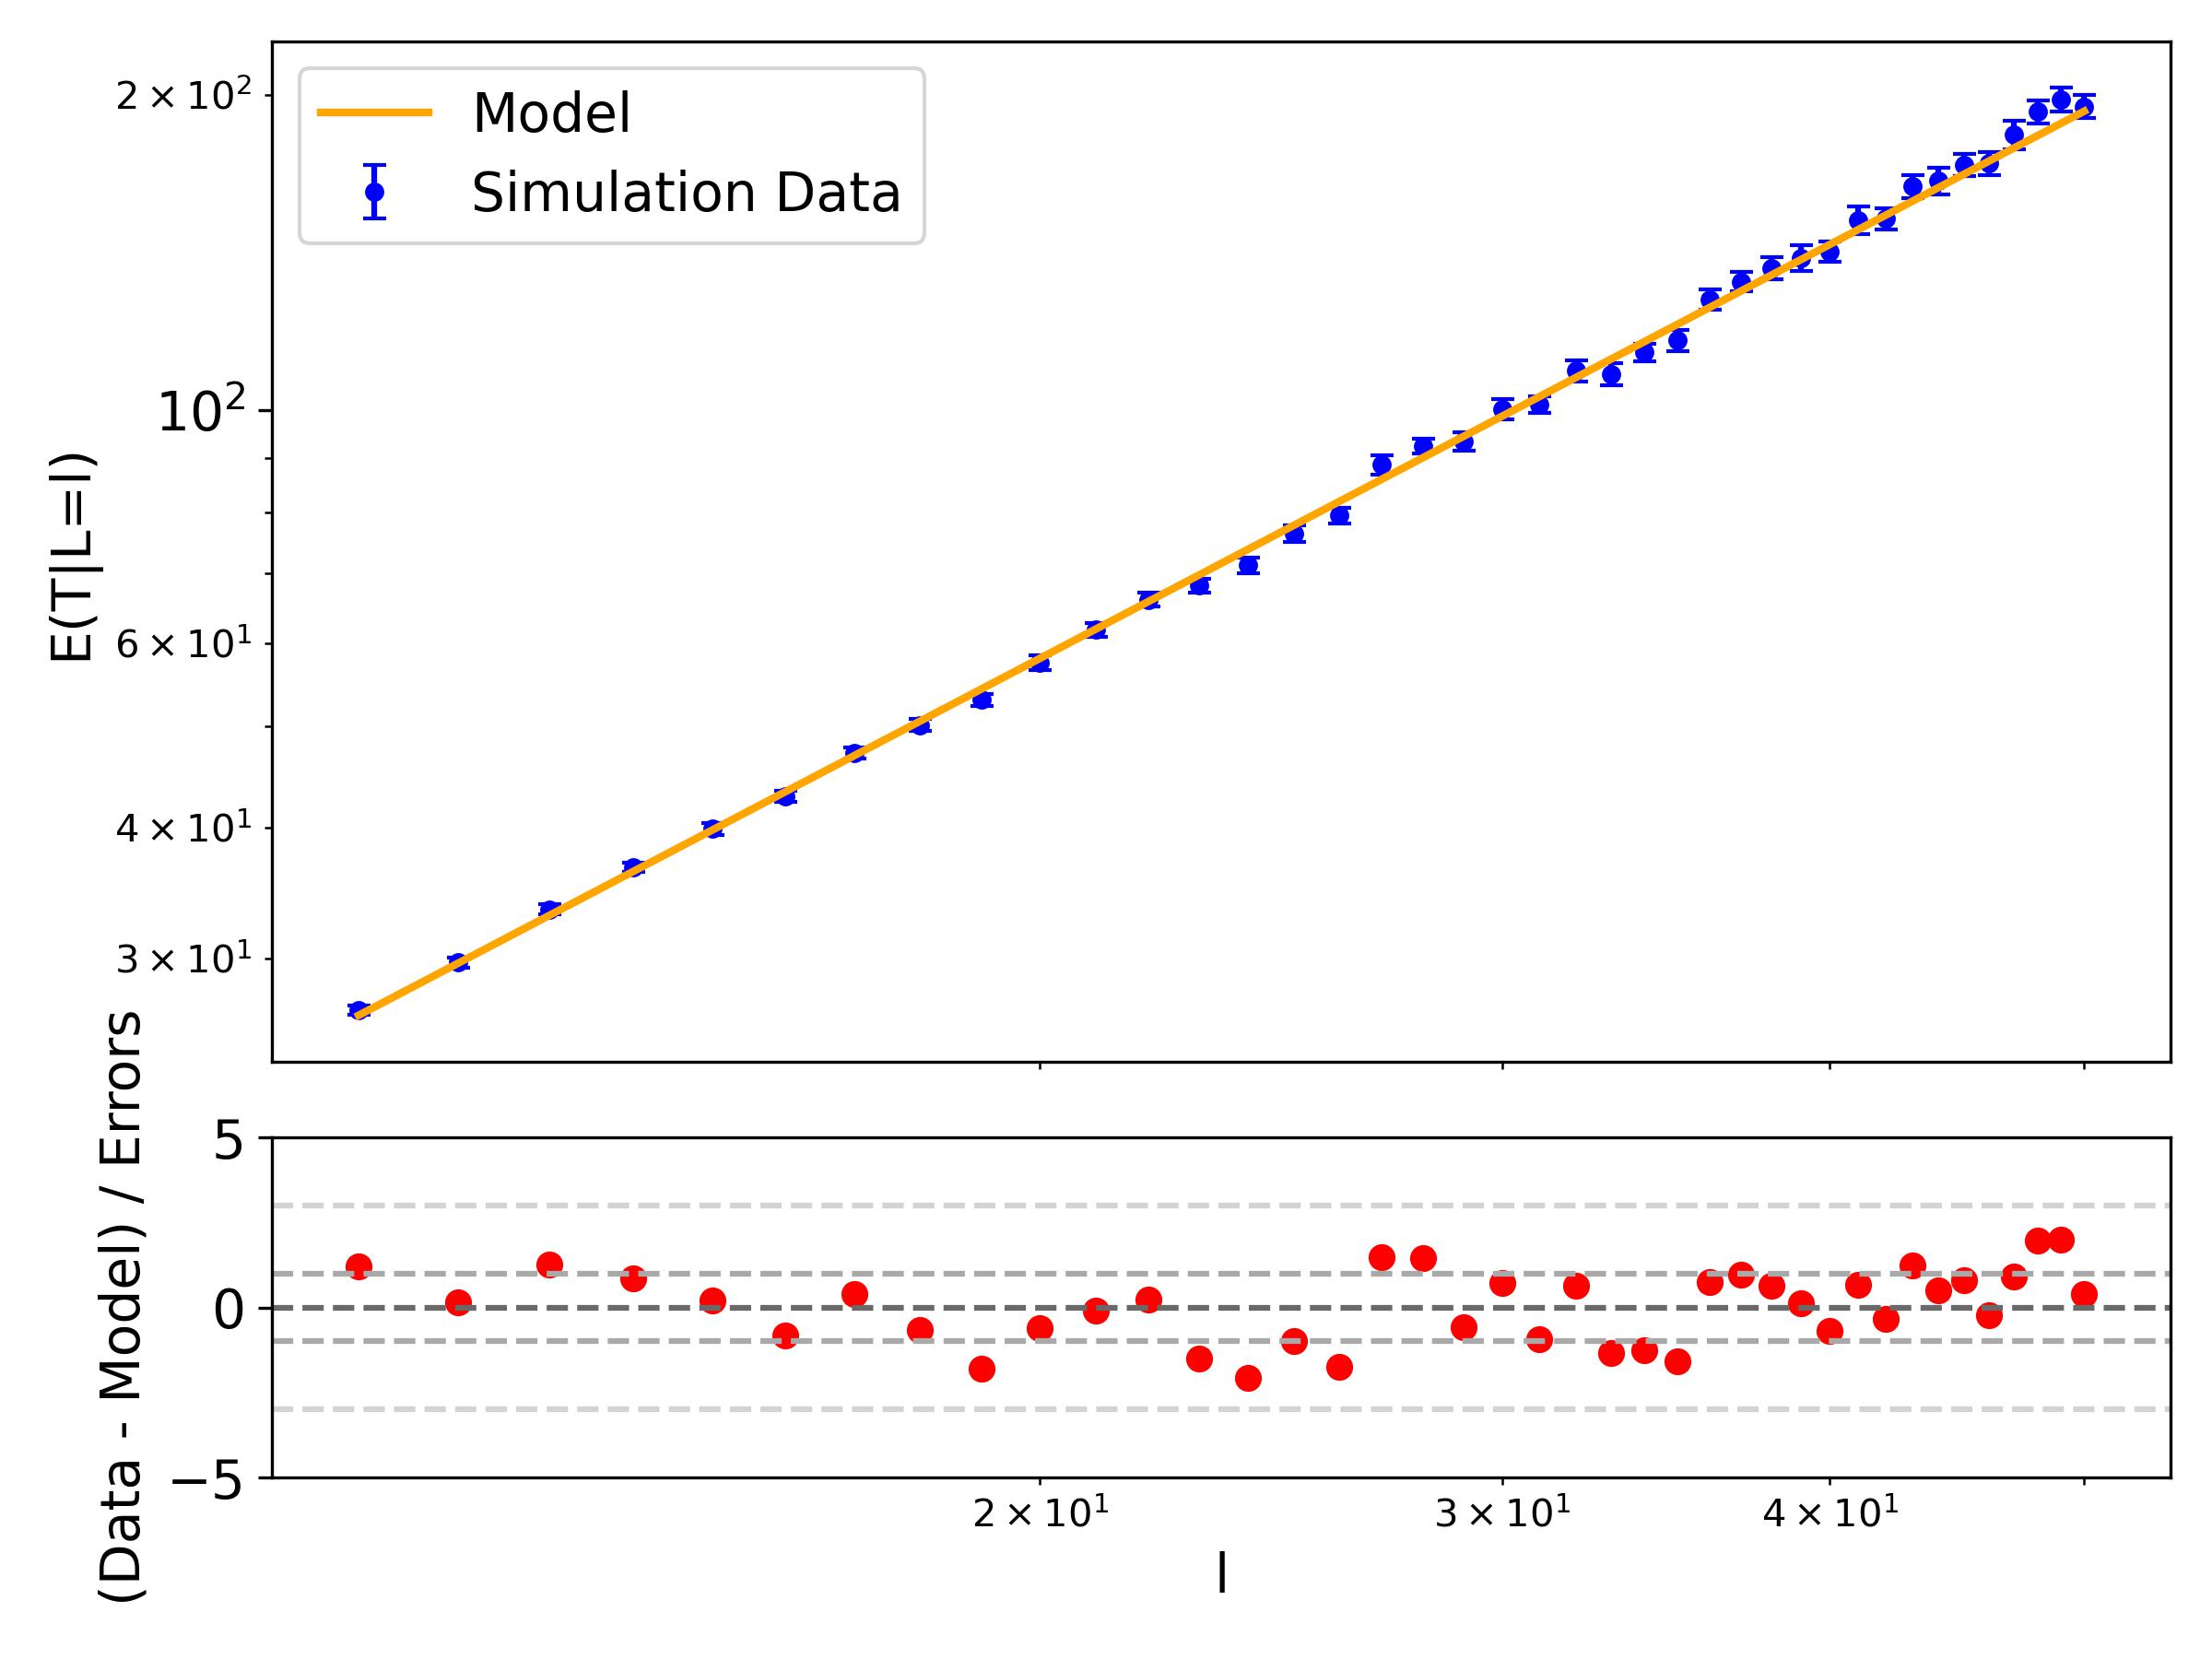 Model
Simulation Data
2 × 10²
10²
6 × 10¹
4 × 10¹
3 × 10¹
E(T|L=l)
5
0
−5
(Data - Model) / Errors
2 × 10¹
3 × 10¹
4 × 10¹
l